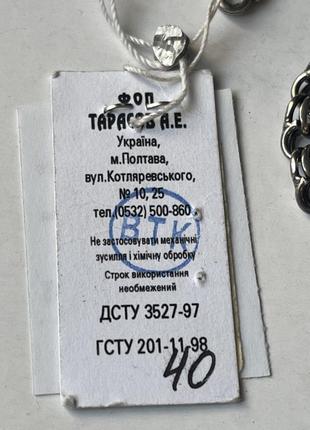 ФОП
ТАРАСОВ А.Е.
Україна,
м.Полтава,
вул.Котляревського,
№ 10, 25
тел.(0532) 500-860
ВТК
Не застосовувати механічні
зусилля і хімічну обробку
Строк використання
необмежений
ДСТУ 3527-97
ГСТУ 201-11-98
40